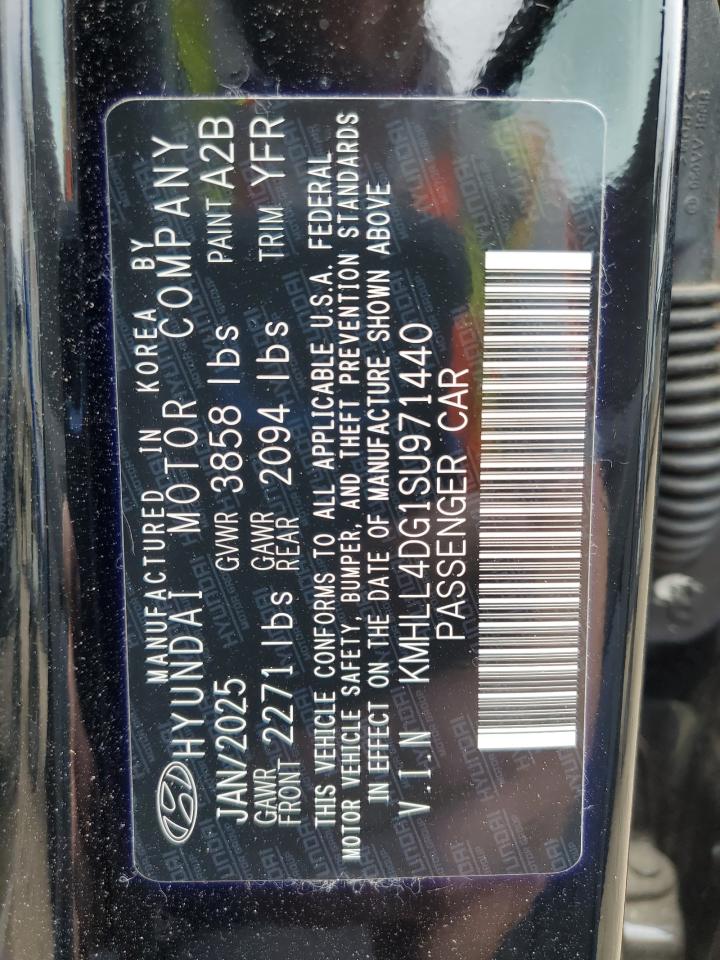 MANUFACTURED IN KOREA BY
HYUNDAI MOTOR COMPANY
JAN/2025 GVWR 3858 lbs PAINT A2B
GAWR FRONT 2271 lbs GAWR REAR 2094 lbs TRIM YFR
THIS VEHICLE CONFORMS TO ALL APPLICABLE U.S.A. FEDERAL
MOTOR VEHICLE SAFETY, BUMPER, AND THEFT PREVENTION STANDARDS
IN EFFECT ON THE DATE OF MANUFACTURE SHOWN ABOVE
V.I.N KMHLL4DG1SU971440
PASSENGER CAR